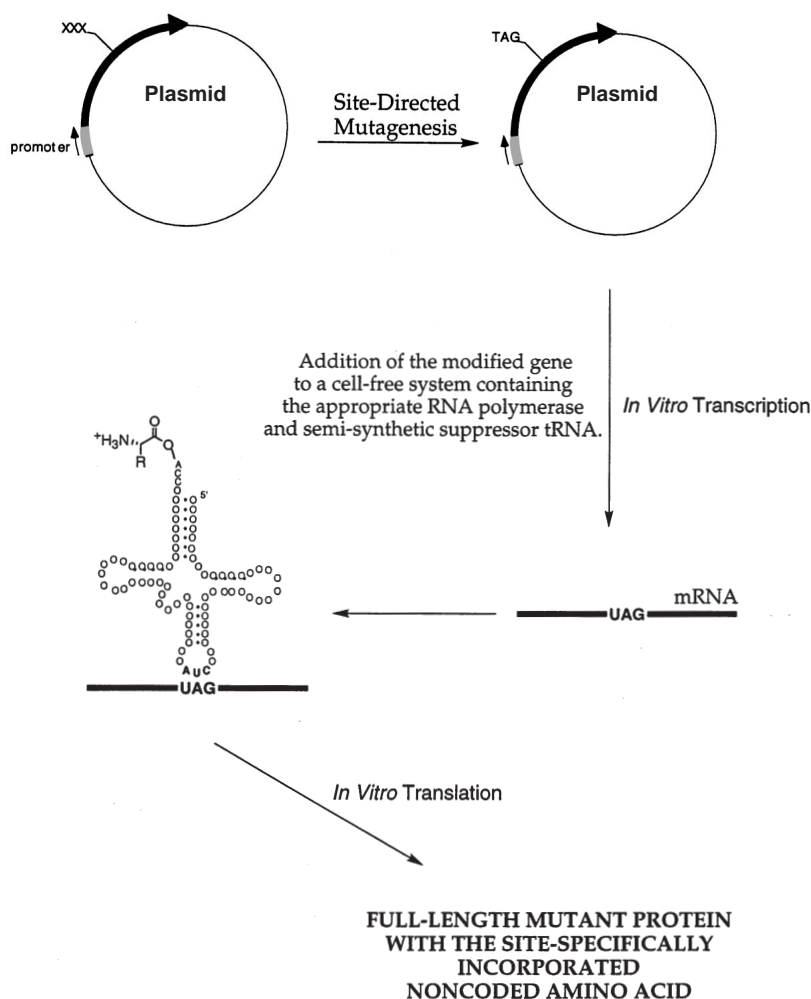 XXX
Plasmid
promoter
Site-Directed
Mutagenesis
TAG
Plasmid
Addition of the modified gene
to a cell-free system containing
the appropriate RNA polymerase
and semi-synthetic suppressor tRNA.
In Vitro Transcription
+H3N
O
O
R
A
C
C
5'
mRNA
UAG
A U C
UAG
In Vitro Translation
FULL-LENGTH MUTANT PROTEIN
WITH THE SITE-SPECIFICALLY
INCORPORATED
NONCODED AMINO ACID